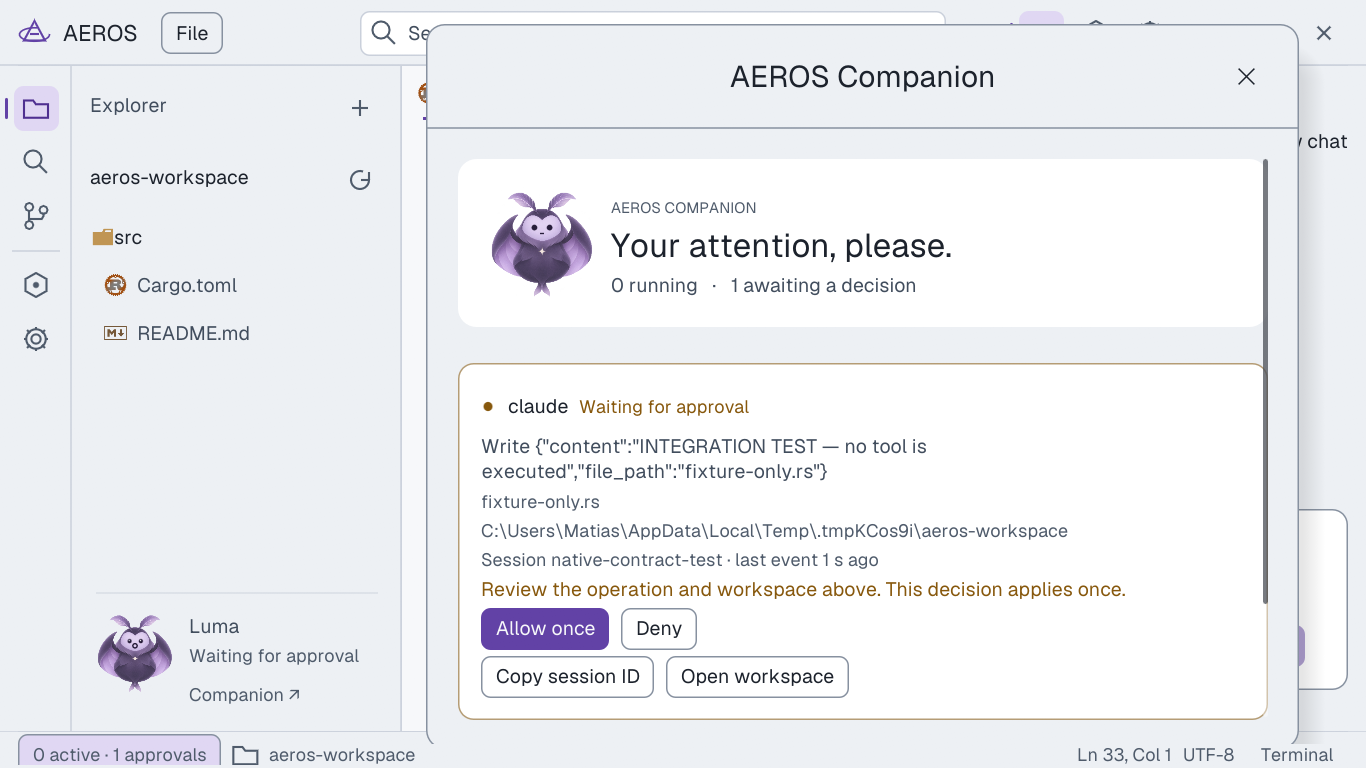 AEROS
File
Se
AEROS Companion
Explorer
aeros-workspace
src
Cargo.toml
README.md
chat
AEROS COMPANION
Your attention, please.
0 running · 1 awaiting a decision
claude Waiting for approval
Write {"content":"INTEGRATION TEST — no tool is
executed","file_path":"fixture-only.rs"}
fixture-only.rs
C:\Users\Matias\AppData\Local\Temp\.tmpKCos9i\aeros-workspace
Session native-contract-test · last event 1 s ago
Review the operation and workspace above. This decision applies once.
Allow once
Deny
Copy session ID
Open workspace
Luma
Waiting for approval
Companion ↗
0 active · 1 approvals
aeros-workspace
Ln 33, Col 1 UTF-8 Terminal